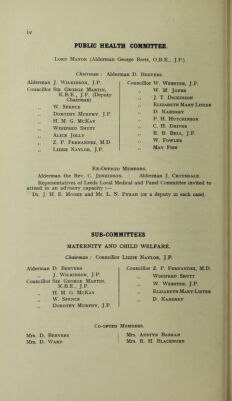 iv
PUBLIC HEALTH COMMITTEE.
LORD MAYOR (Alderman George Brett, O.B.E., J.P.)
Chairman : Alderman D. BEEVERS.
Alderman J. WILKINSON, J.P.
Councillor SIR GEORGE MARTIN,
K.B.E., J.P. (Deputy
Chairman)
„ W. SPENCE
„ DOROTHY MURPHY, J.P.
„ H. M. G. MCKAY
„ WINIFRED SHUTT
„ ALICE JOLLY
„ Z. P. FERNANDES, M.D.
„ LIZZIE NAYLOR, J.P.
Councillor W. WEBSTER, J.P.
„ W. M. JONES
„ J. T. DICKINSON
„ ELIZABETH MARY LISTER
„ D. KABERRY
„ P. H. HUTCHINSON
„ C. H. DRIVER
„ R. B. BELL, J.P.
„ W. FOWLES
„ MAY FISH
EX-OFFICIO MEMBERS.
Alderman the Rev. C. JENKINSON. Alderman J. CROYSDALE.
Representatives of Leeds Local Medical and Panel Committee invited to
attend in an advisory capacity :—
Dr. J. H. E. MOORE and Mr. L. N. PYRAH (or a deputy in each case).
SUB-COMMITTEES
MATERNITY AND CHILD WELFARE.
Chairman : Councillor LIZZIE NAYLOR, J.P.
Alderman D. BEEVERS
„ J. WILKINSON, J.P.
Councillor SIR GEORGE MARTIN,
K.B.E., J.P.
„ H. M. G. MCKAY
„ W. SPENCE
„ DOROTHY MURPHY, J.P.
Councillor Z. P. FERNANDES, M.D.
„ WINIFRED SHUTT
„ W. WEBSTER, J.P.
„ ELIZABETH MARY LISTER
„ D. KABERRY
CO-OPTED MEMBERS.
Mrs. D. BEEVERS
Mrs. D. WARD
Mrs. AUSTYN BARRAN
Mrs. R. H. BLACKBURN